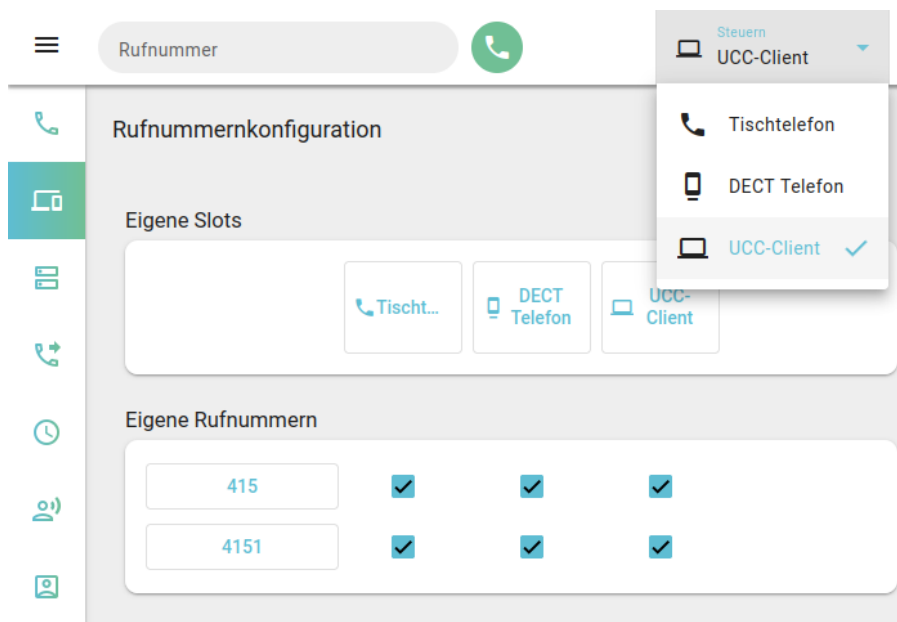 Rufnummer
Steuern
UCC-Client
Tischtelefon
DECT Telefon
UCC-Client
Rufnummernkonfiguration
Eigene Slots
Tischt...
DECT
Telefon
UCC-
Client
Eigene Rufnummern
415
4151